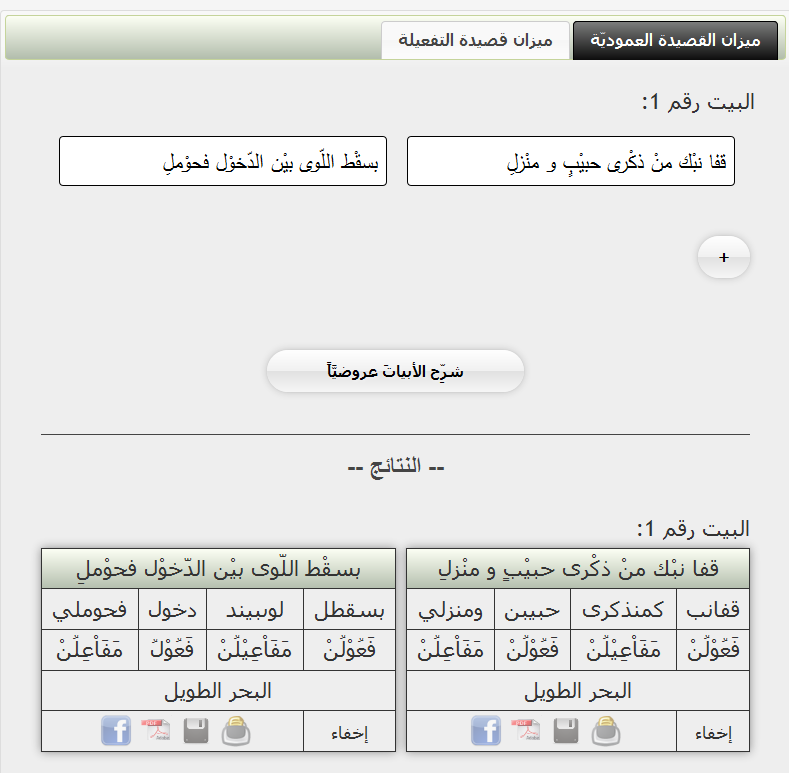 ميزان القصيدة العموديّة
ميزان قصيدة التفعيلة
البيت رقم 1:
قفا نبْك منْ ذكْرى حبيْبٍ و منْزلِ
بسقْط اللّوى بيْن الدّخوْل فحوْملِ
+
شرِّح الأبياتَ عروضيَّاً
-- النتائج --
البيت رقم 1:
قفا نبْك منْ ذكْرى حبيْبٍ و منْزلِ
قفانب كمنذكرى حبيبن ومنزلي
فَعُوْلُنْ مَفَاْعِيْلُنْ فَعُوْلُنْ مَفَاْعِلُنْ
البحر الطويل
إخفاء
بسقْط اللّوى بيْن الدّخوْل فحوْملِ
بسقطل لوىبيند دخول فحوملي
فَعُوْلُنْ مَفَاْعِيْلُنْ فَعُوْلُ مَفَاْعِلُنْ
البحر الطويل
إخفاء